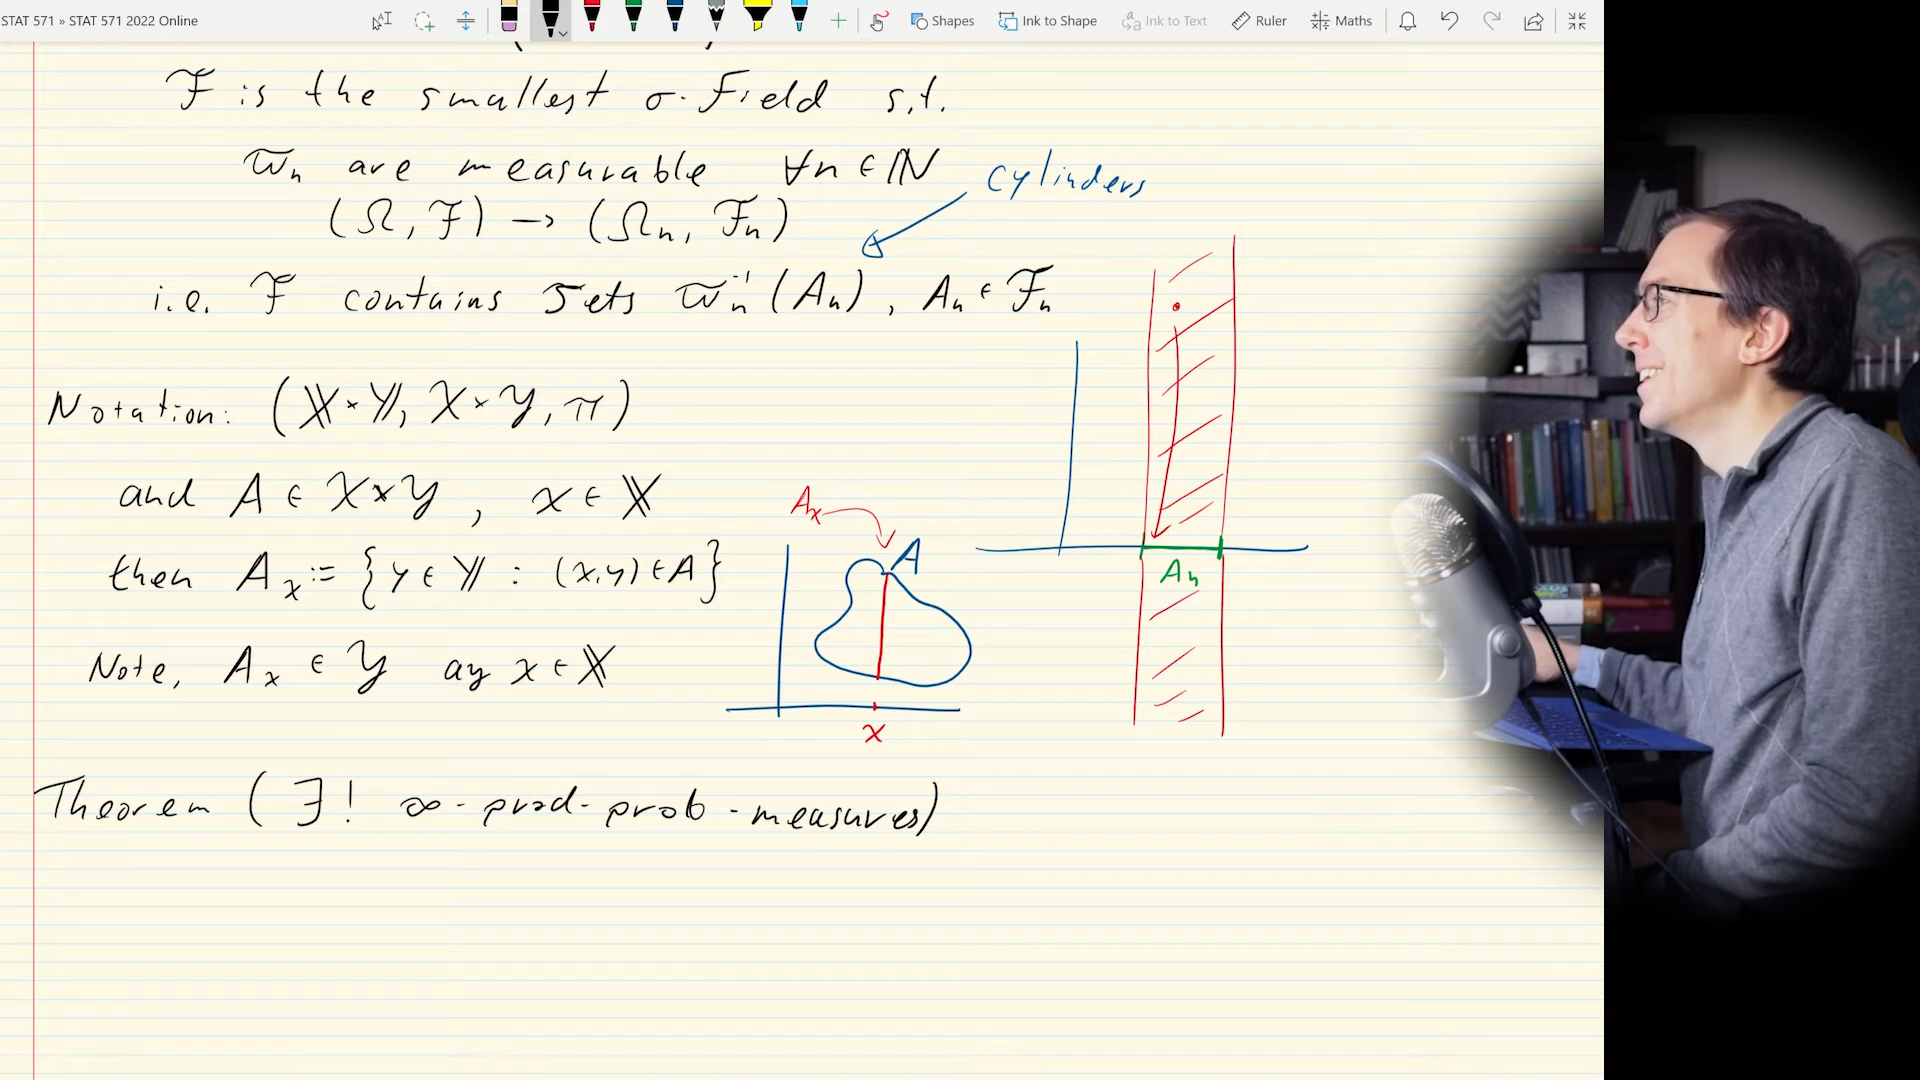 STAT 571 » STAT 571 2022 Online
Shapes Ink to Shape Ink to Text Ruler Maths
ℱ is the smallest σ-field s.t.
ϖₙ are measurable ∀n ∈ ℕ
cylinders
(Ω, ℱ) → (Ωₙ, ℱₙ)
i.e. ℱ contains sets ϖₙ⁻¹(Aₙ), Aₙ ∈ ℱₙ
Notation: (𝕏×𝕐, 𝒳×𝒴, π)
and A ∈ 𝒳×𝒴, x ∈ 𝕏
Aₓ
then Aₓ := {y ∈ 𝕐 : (x,y) ∈ A}
A
Aₙ
Note, Aₓ ∈ 𝒴 ay x ∈ 𝕏
x
Theorem (∃! ∞-prod-prob-measures)